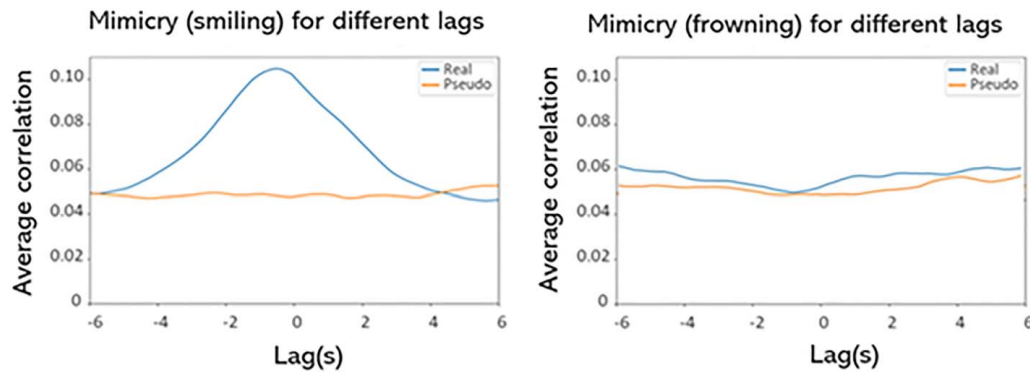 Mimicry (smiling) for different lags
Average correlation
0.10
0.08
0.06
0.04
0.02
0
-6 -4 -2 0 2 4 6
Lag(s)
Real
Pseudo
Mimicry (frowning) for different lags
Average correlation
0.10
0.08
0.06
0.04
0.02
0
-6 -4 -2 0 2 4 6
Lag(s)
Real
Pseudo